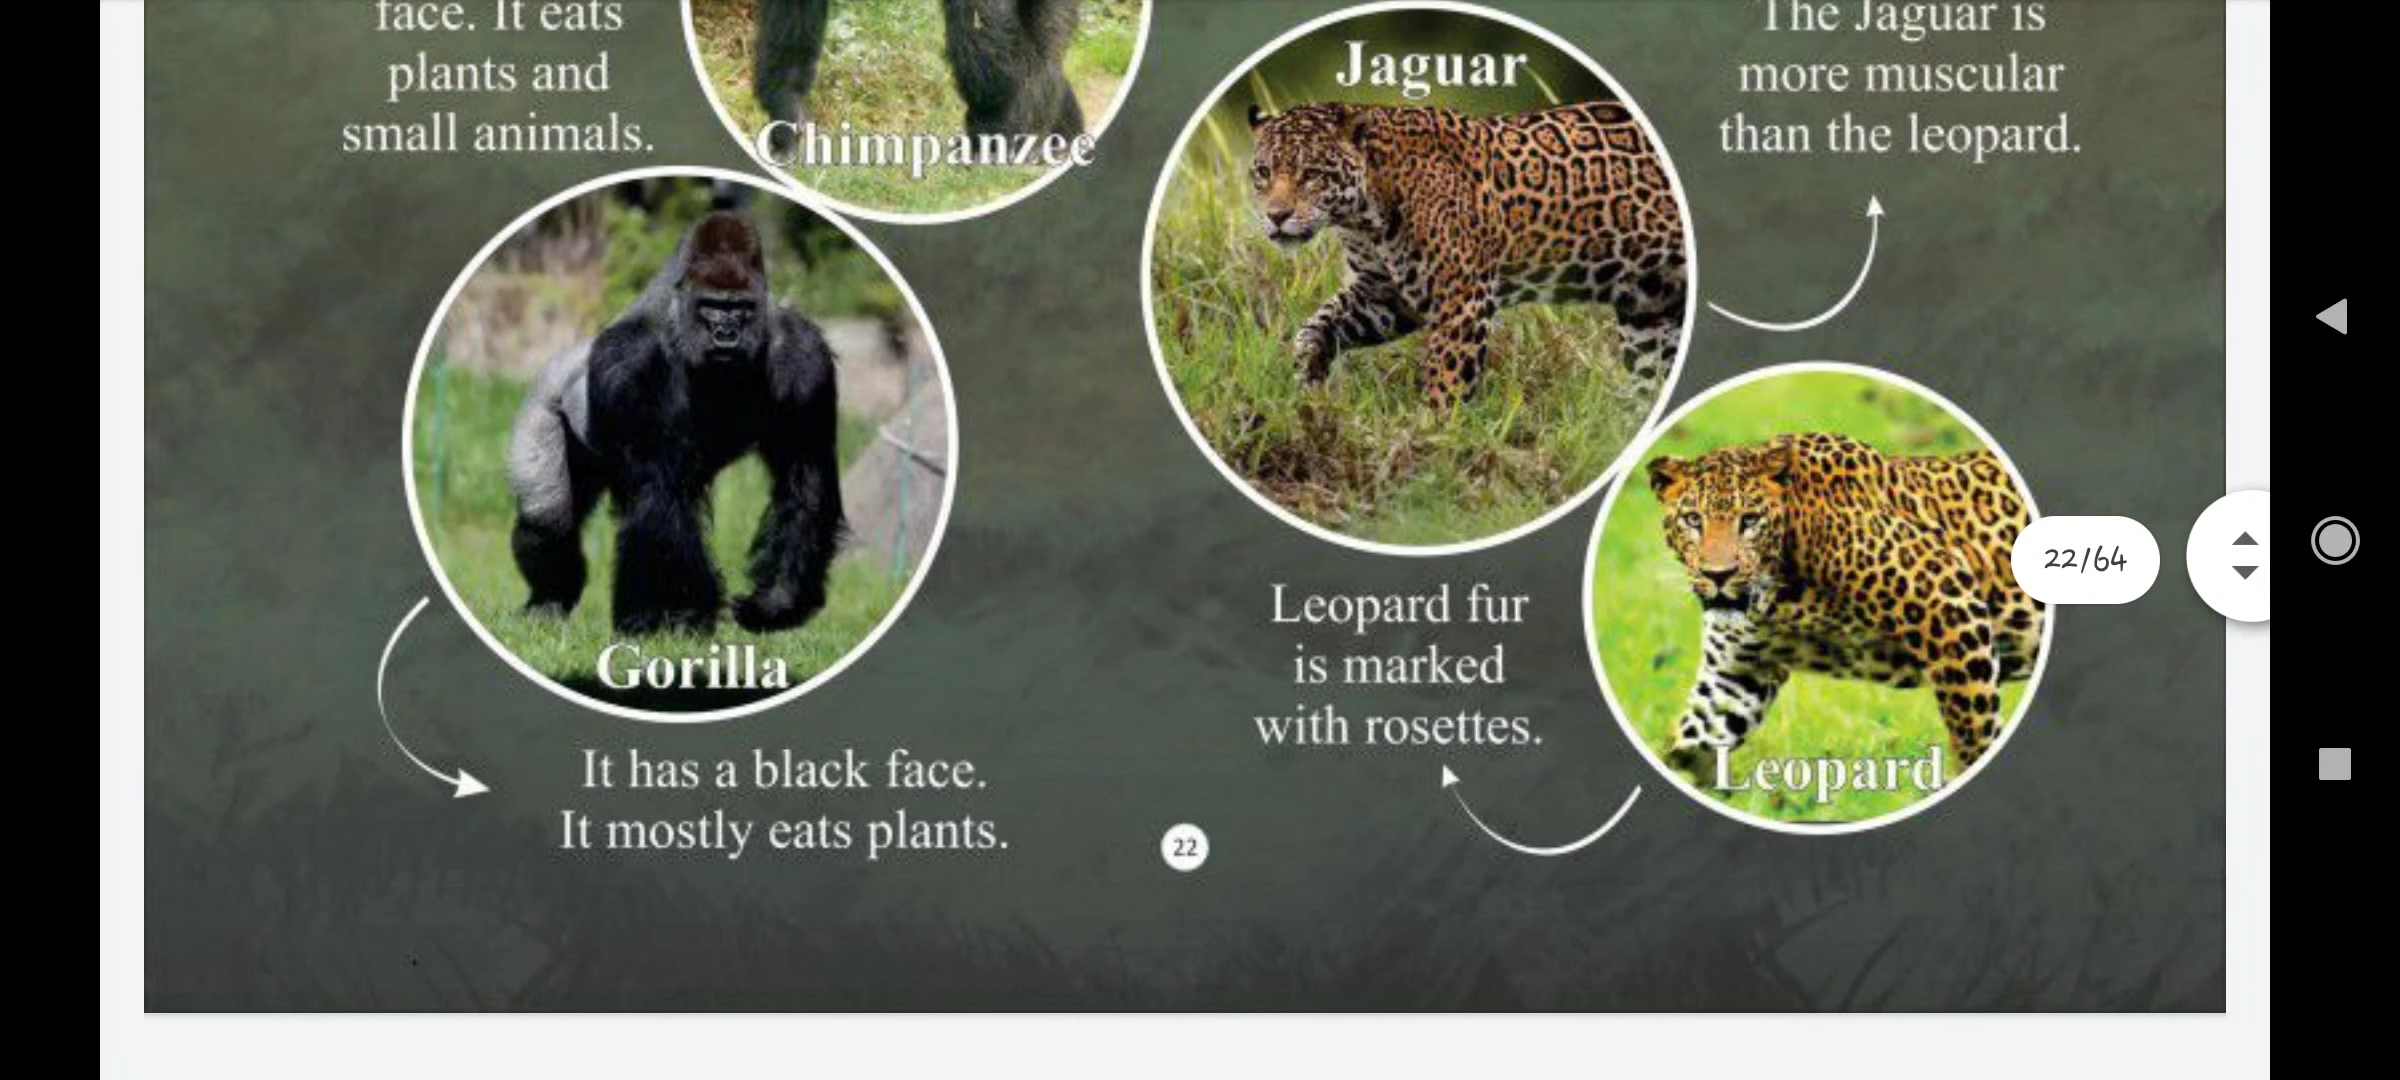 face. It eats
plants and
small animals.
Chimpanzee
Gorilla
It has a black face.
It mostly eats plants.
Jaguar
The Jaguar is
more muscular
than the leopard.
Leopard fur
is marked
with rosettes.
Leopard
22
22/64